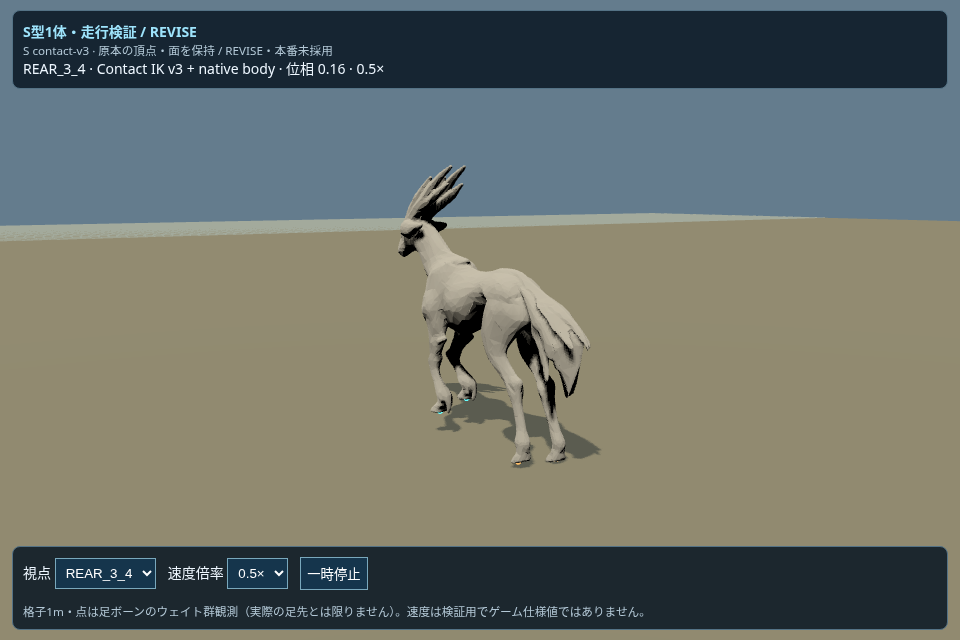 S型1体・走行検証 / REVISE
S contact-v3 · 原本の頂点・面を保持 / REVISE・本番未採用
REAR_3_4 · Contact IK v3 + native body · 位相 0.16 · 0.5×
視点 REAR_3_4 速度倍率 0.5× 一時停止
格子1m・点は足ボーンのウェイト群観測（実際の足先とは限りません）。速度は検証用でゲーム仕様値ではありません。